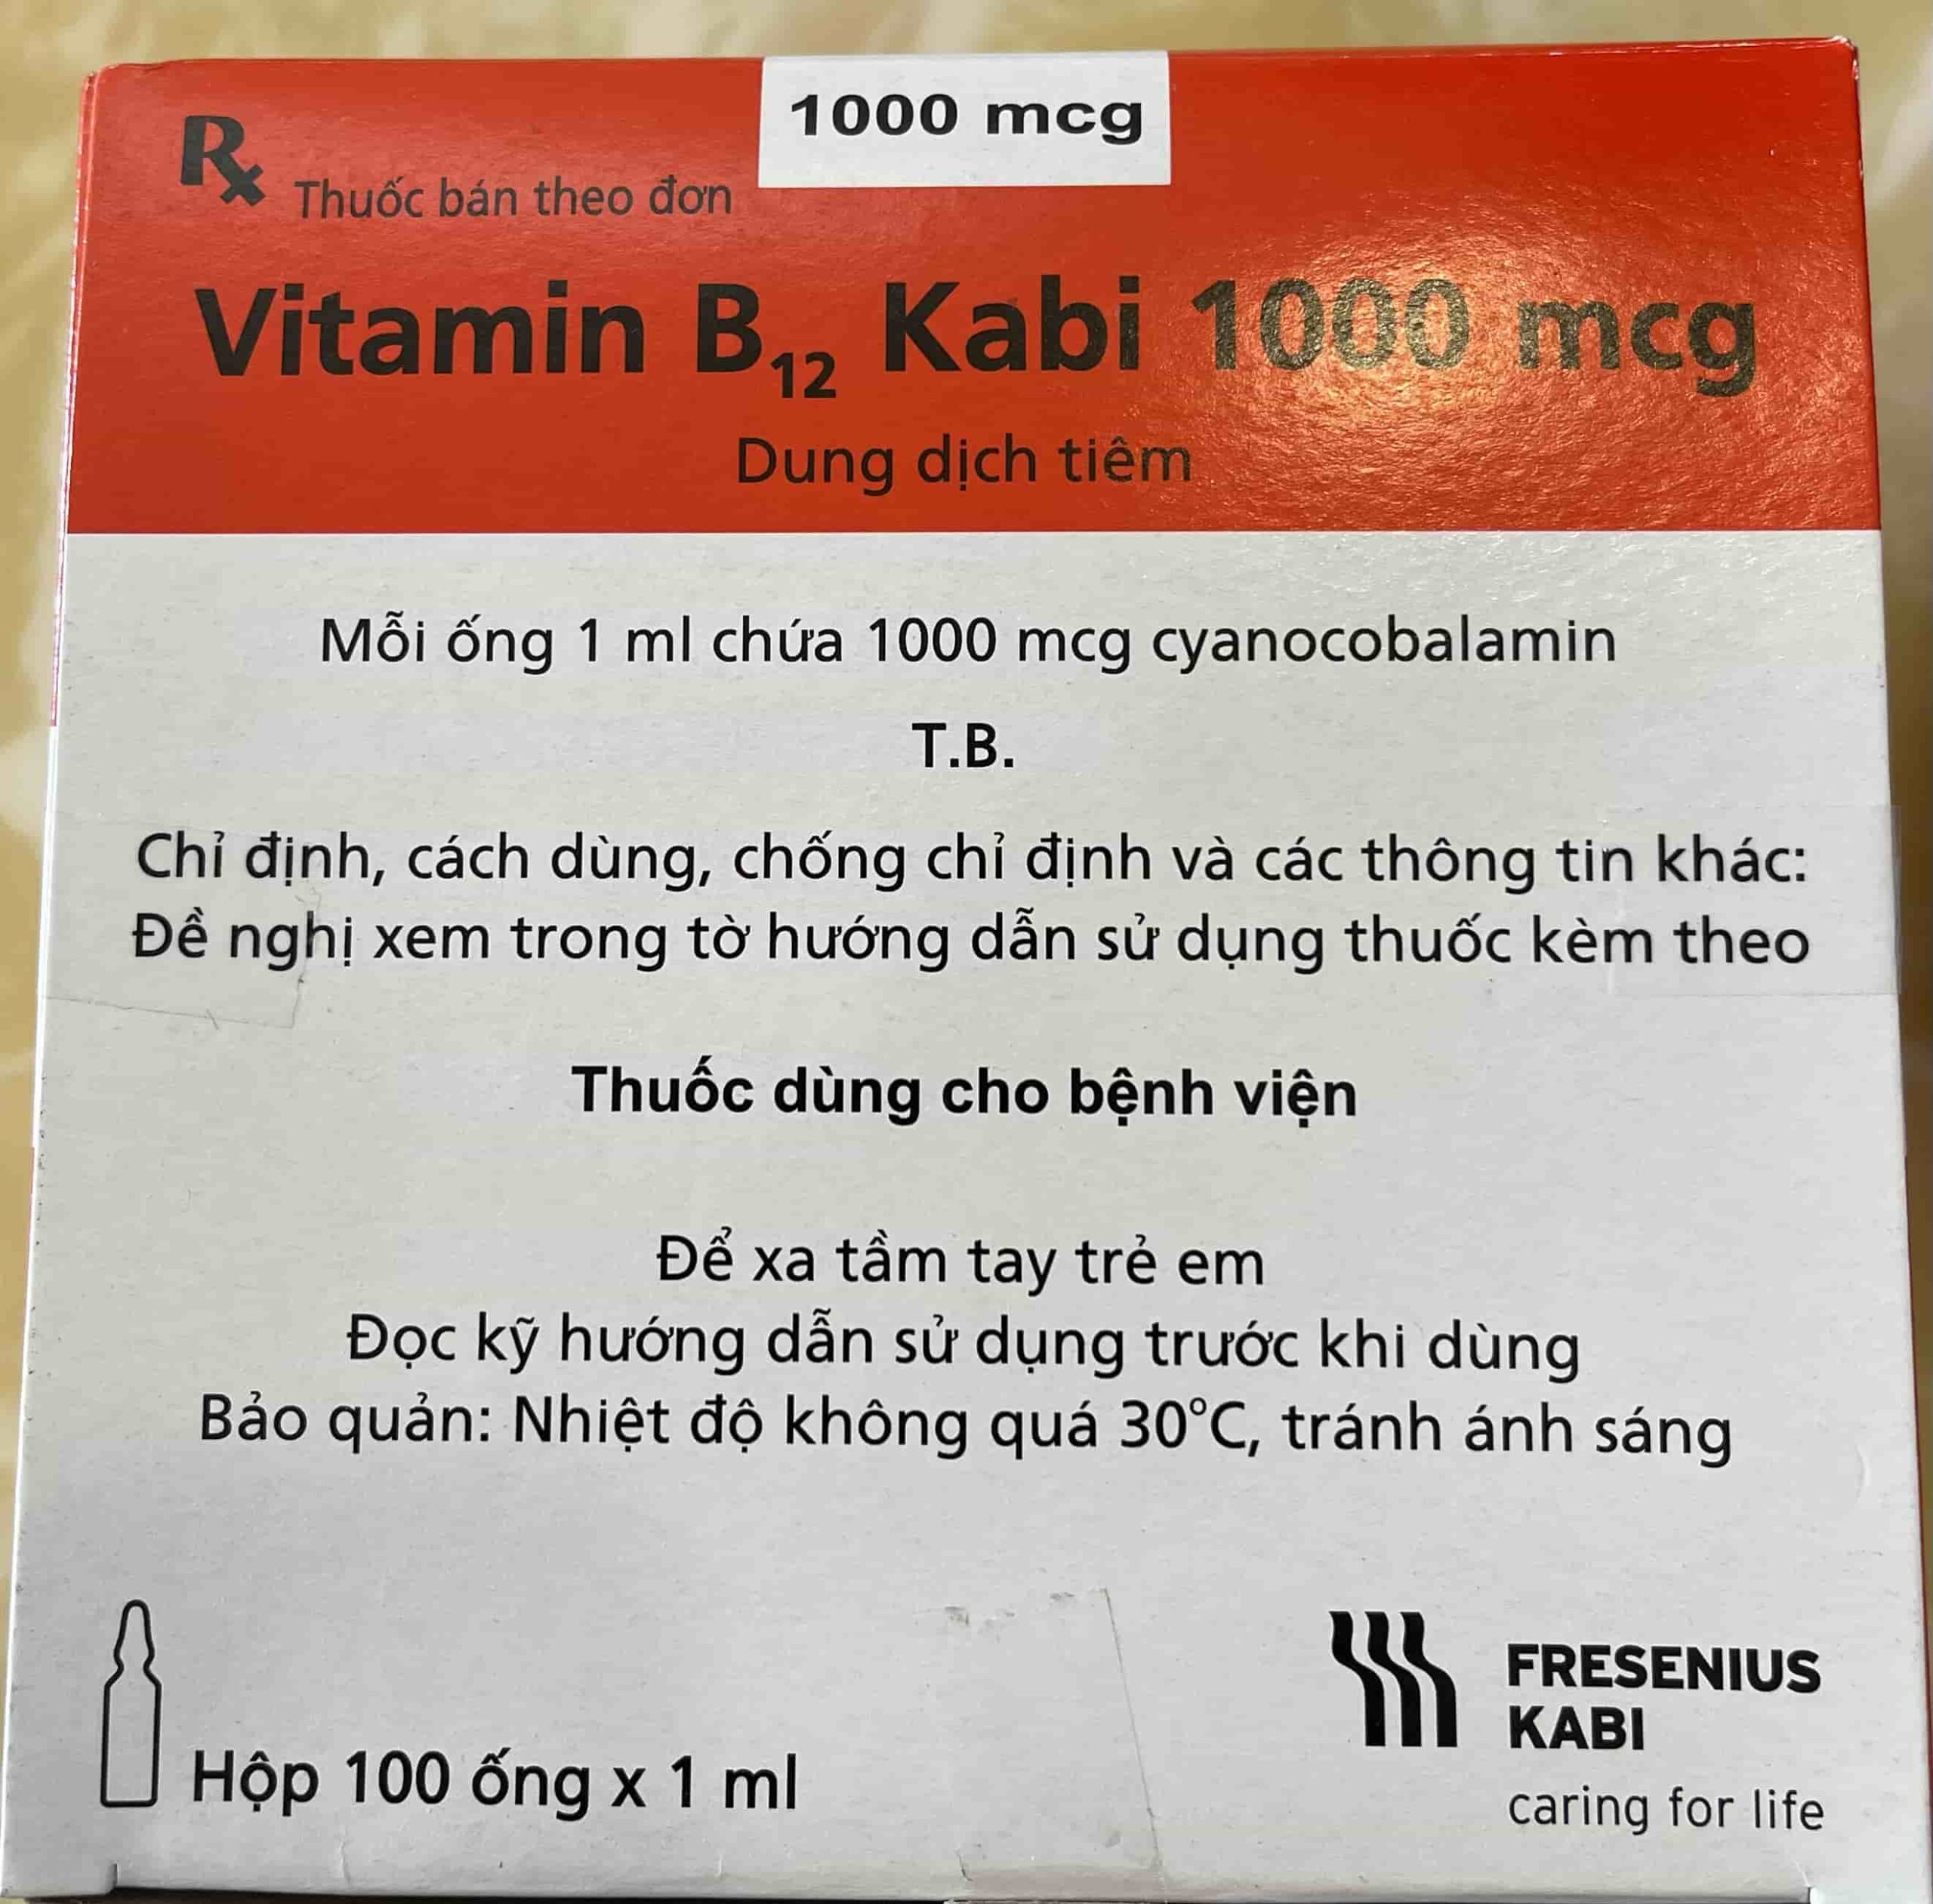 1000 mcg
Rx Thuốc bán theo đơn
Vitamin B₁₂ Kabi 1000 mcg
Dung dịch tiêm
Mỗi ống 1 ml chứa 1000 mcg cyanocobalamin
T.B.
Chỉ định, cách dùng, chống chỉ định và các thông tin khác:
Đề nghị xem trong tờ hướng dẫn sử dụng thuốc kèm theo
Thuốc dùng cho bệnh viện
Để xa tầm tay trẻ em
Đọc kỹ hướng dẫn sử dụng trước khi dùng
Bảo quản: Nhiệt độ không quá 30°C, tránh ánh sáng
Hộp 100 ống x 1 ml
FRESENIUS
KABI
caring for life